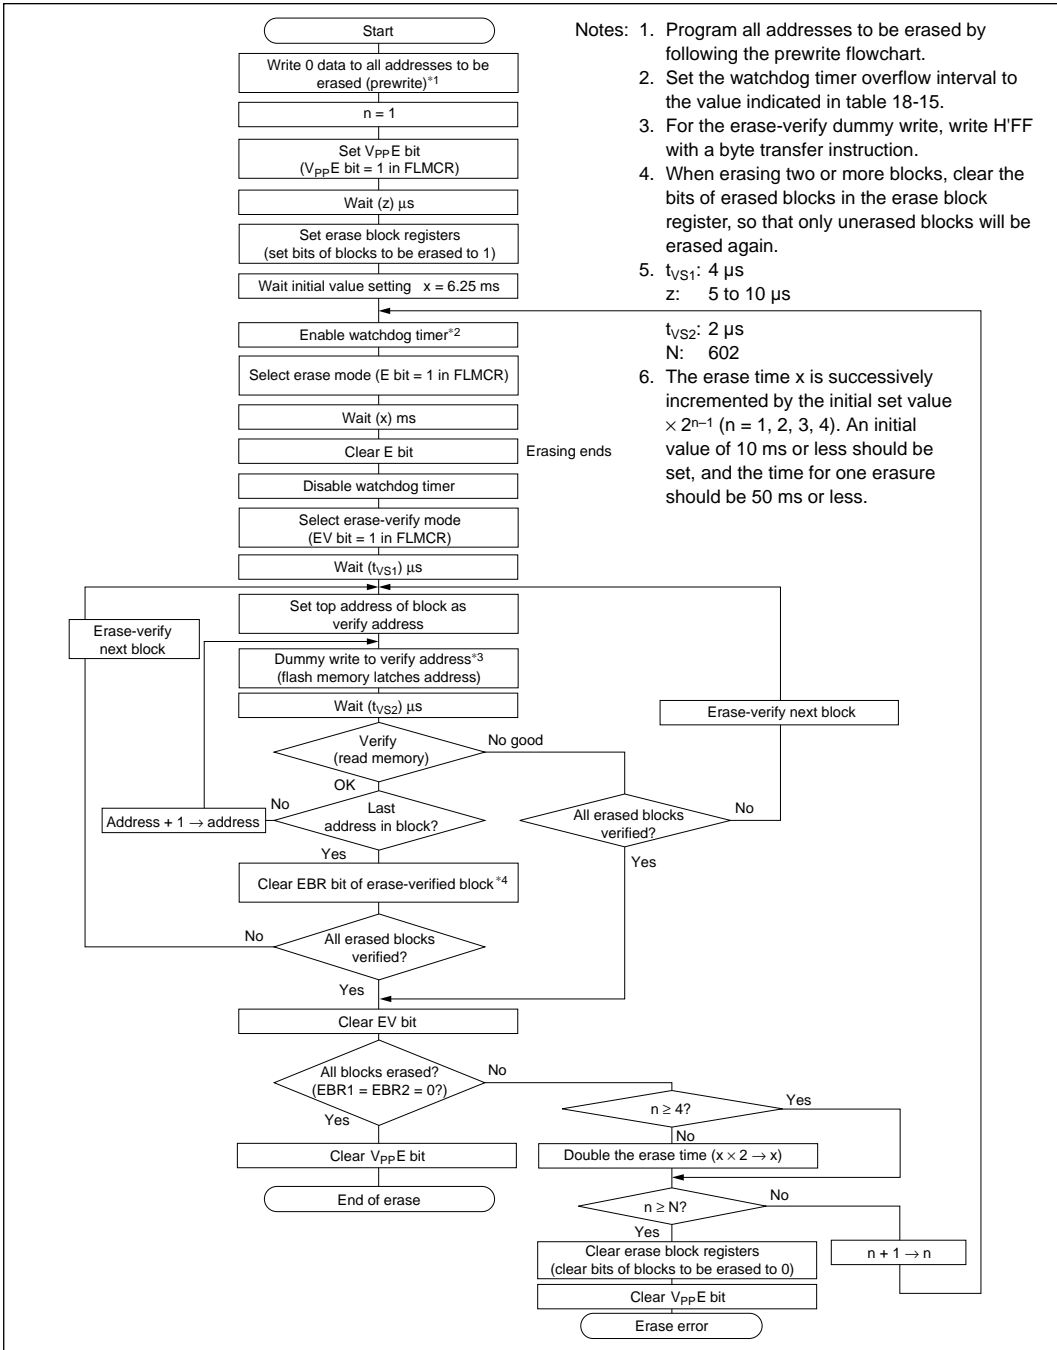 Start
Write 0 data to all addresses to be
erased (prewrite)*1
n = 1
Set VPPE bit
(VPPE bit = 1 in FLMCR)
Wait (z) μs
Set erase block registers
(set bits of blocks to be erased to 1)
Wait initial value setting x = 6.25 ms
Enable watchdog timer*2
Select erase mode (E bit = 1 in FLMCR)
Wait (x) ms
Clear E bit
Erasing ends
Disable watchdog timer
Select erase-verify mode
(EV bit = 1 in FLMCR)
Wait (tVS1) μs
Set top address of block as
verify address
Erase-verify
next block
Dummy write to verify address*3
(flash memory latches address)
Wait (tVS2) μs
Erase-verify next block
Verify
(read memory)
No good
OK
Last
address in block?
No
Address + 1 → address
All erased blocks
verified?
No
Yes
Yes
Clear EBR bit of erase-verified block*4
All erased blocks
verified?
No
Yes
Clear EV bit
All blocks erased?
(EBR1 = EBR2 = 0?)
No
Yes
n ≥ 4?
Yes
No
Clear VPPE bit
Double the erase time (x × 2 → x)
End of erase
n ≥ N?
No
Yes
Clear erase block registers
(clear bits of blocks to be erased to 0)
n + 1 → n
Clear VPPE bit
Erase error
Notes: 1. Program all addresses to be erased by
following the prewrite flowchart.
2. Set the watchdog timer overflow interval to
the value indicated in table 18-15.
3. For the erase-verify dummy write, write H'FF
with a byte transfer instruction.
4. When erasing two or more blocks, clear the
bits of erased blocks in the erase block
register, so that only unerased blocks will be
erased again.
5. tVS1: 4 μs
z: 5 to 10 μs
tVS2: 2 μs
N: 602
6. The erase time x is successively
incremented by the initial set value
× 2n–1 (n = 1, 2, 3, 4). An initial
value of 10 ms or less should be
set, and the time for one erasure
should be 50 ms or less.